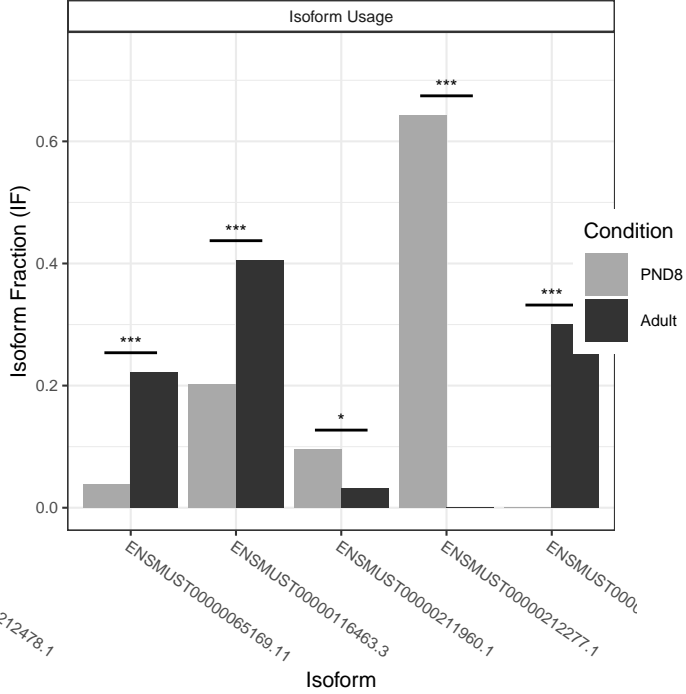 Isoform Usage
***
***
***
***
*
0.6
0.4
0.2
0.0
Isoform Fraction (IF)
Condition
PND8
Adult
ENSMUST00000065169.11
ENSMUST00000116463.3
ENSMUST00000211960.1
ENSMUST00000212277.1
212478.1
Isoform